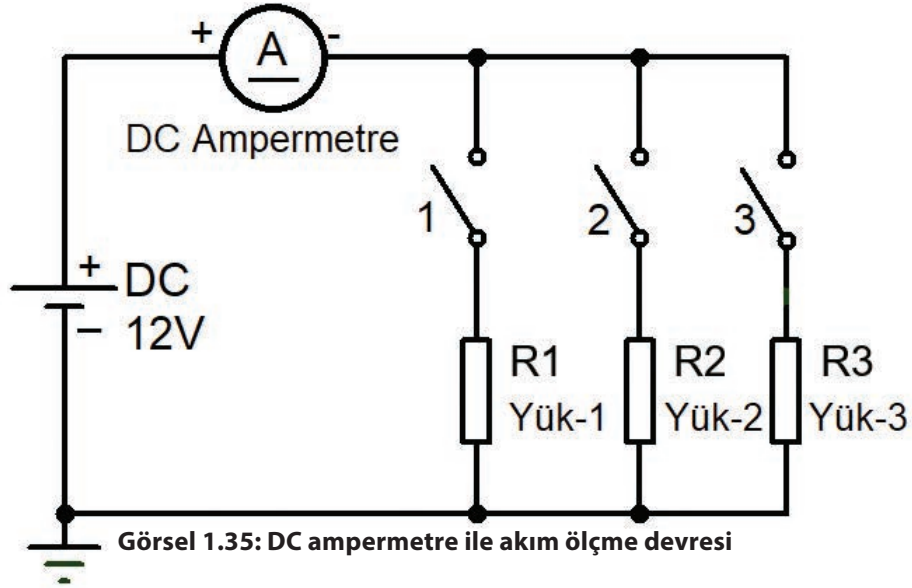 + A -
DC Ampermetre
1 2 3
+ DC
12V
−
R1 R2 R3
Yük-1 Yük-2 Yük-3
Görsel 1.35: DC ampermetre ile akım ölçme devresi